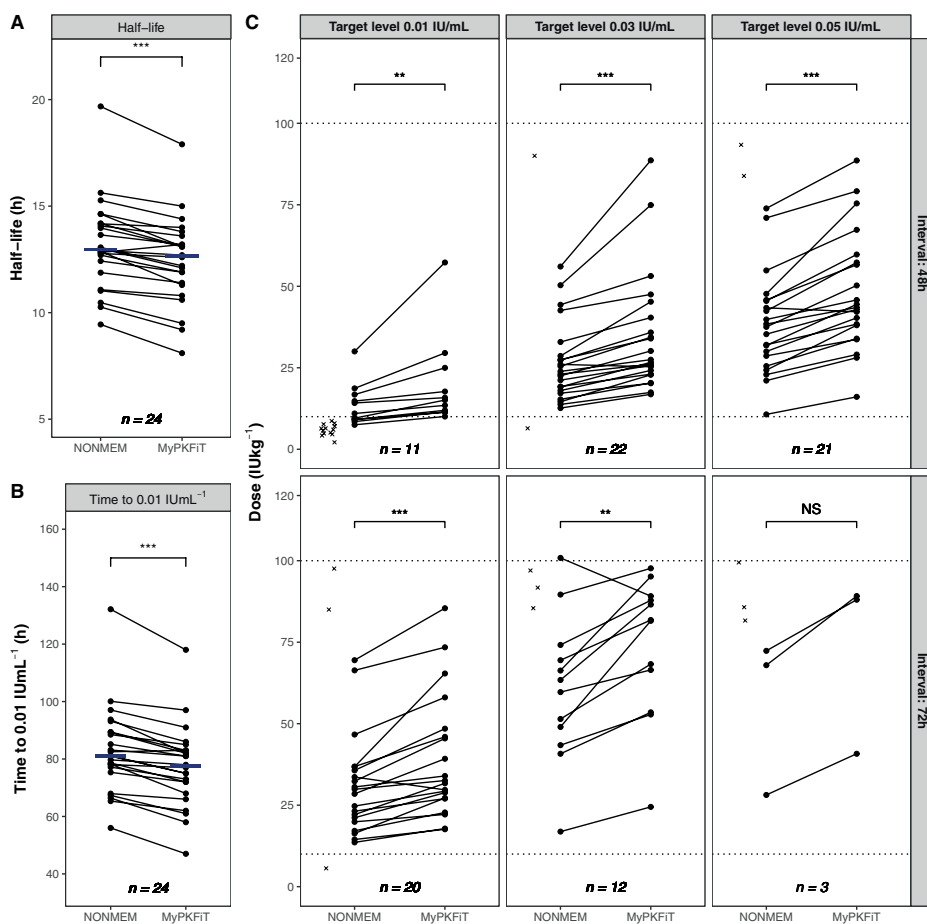 A
Half−life
***
Half−life (h)
20
15
10
5
n = 24
NONMEM MyPKFiT
B
Time to 0.01 IUmL−1
***
Time to 0.01 IUmL−1 (h)
160
140
120
100
80
60
40
n = 24
NONMEM MyPKFiT
C
Target level 0.01 IU/mL Target level 0.03 IU/mL Target level 0.05 IU/mL
Dose (IUkg−1)
120
100
75
50
25
10
0
** *** ***
n = 11 n = 22 n = 21
Interval: 48h
120
100
75
50
25
10
0
*** ** NS
n = 20 n = 12 n = 3
Interval: 72h
NONMEM MyPKFiT NONMEM MyPKFiT NONMEM MyPKFiT